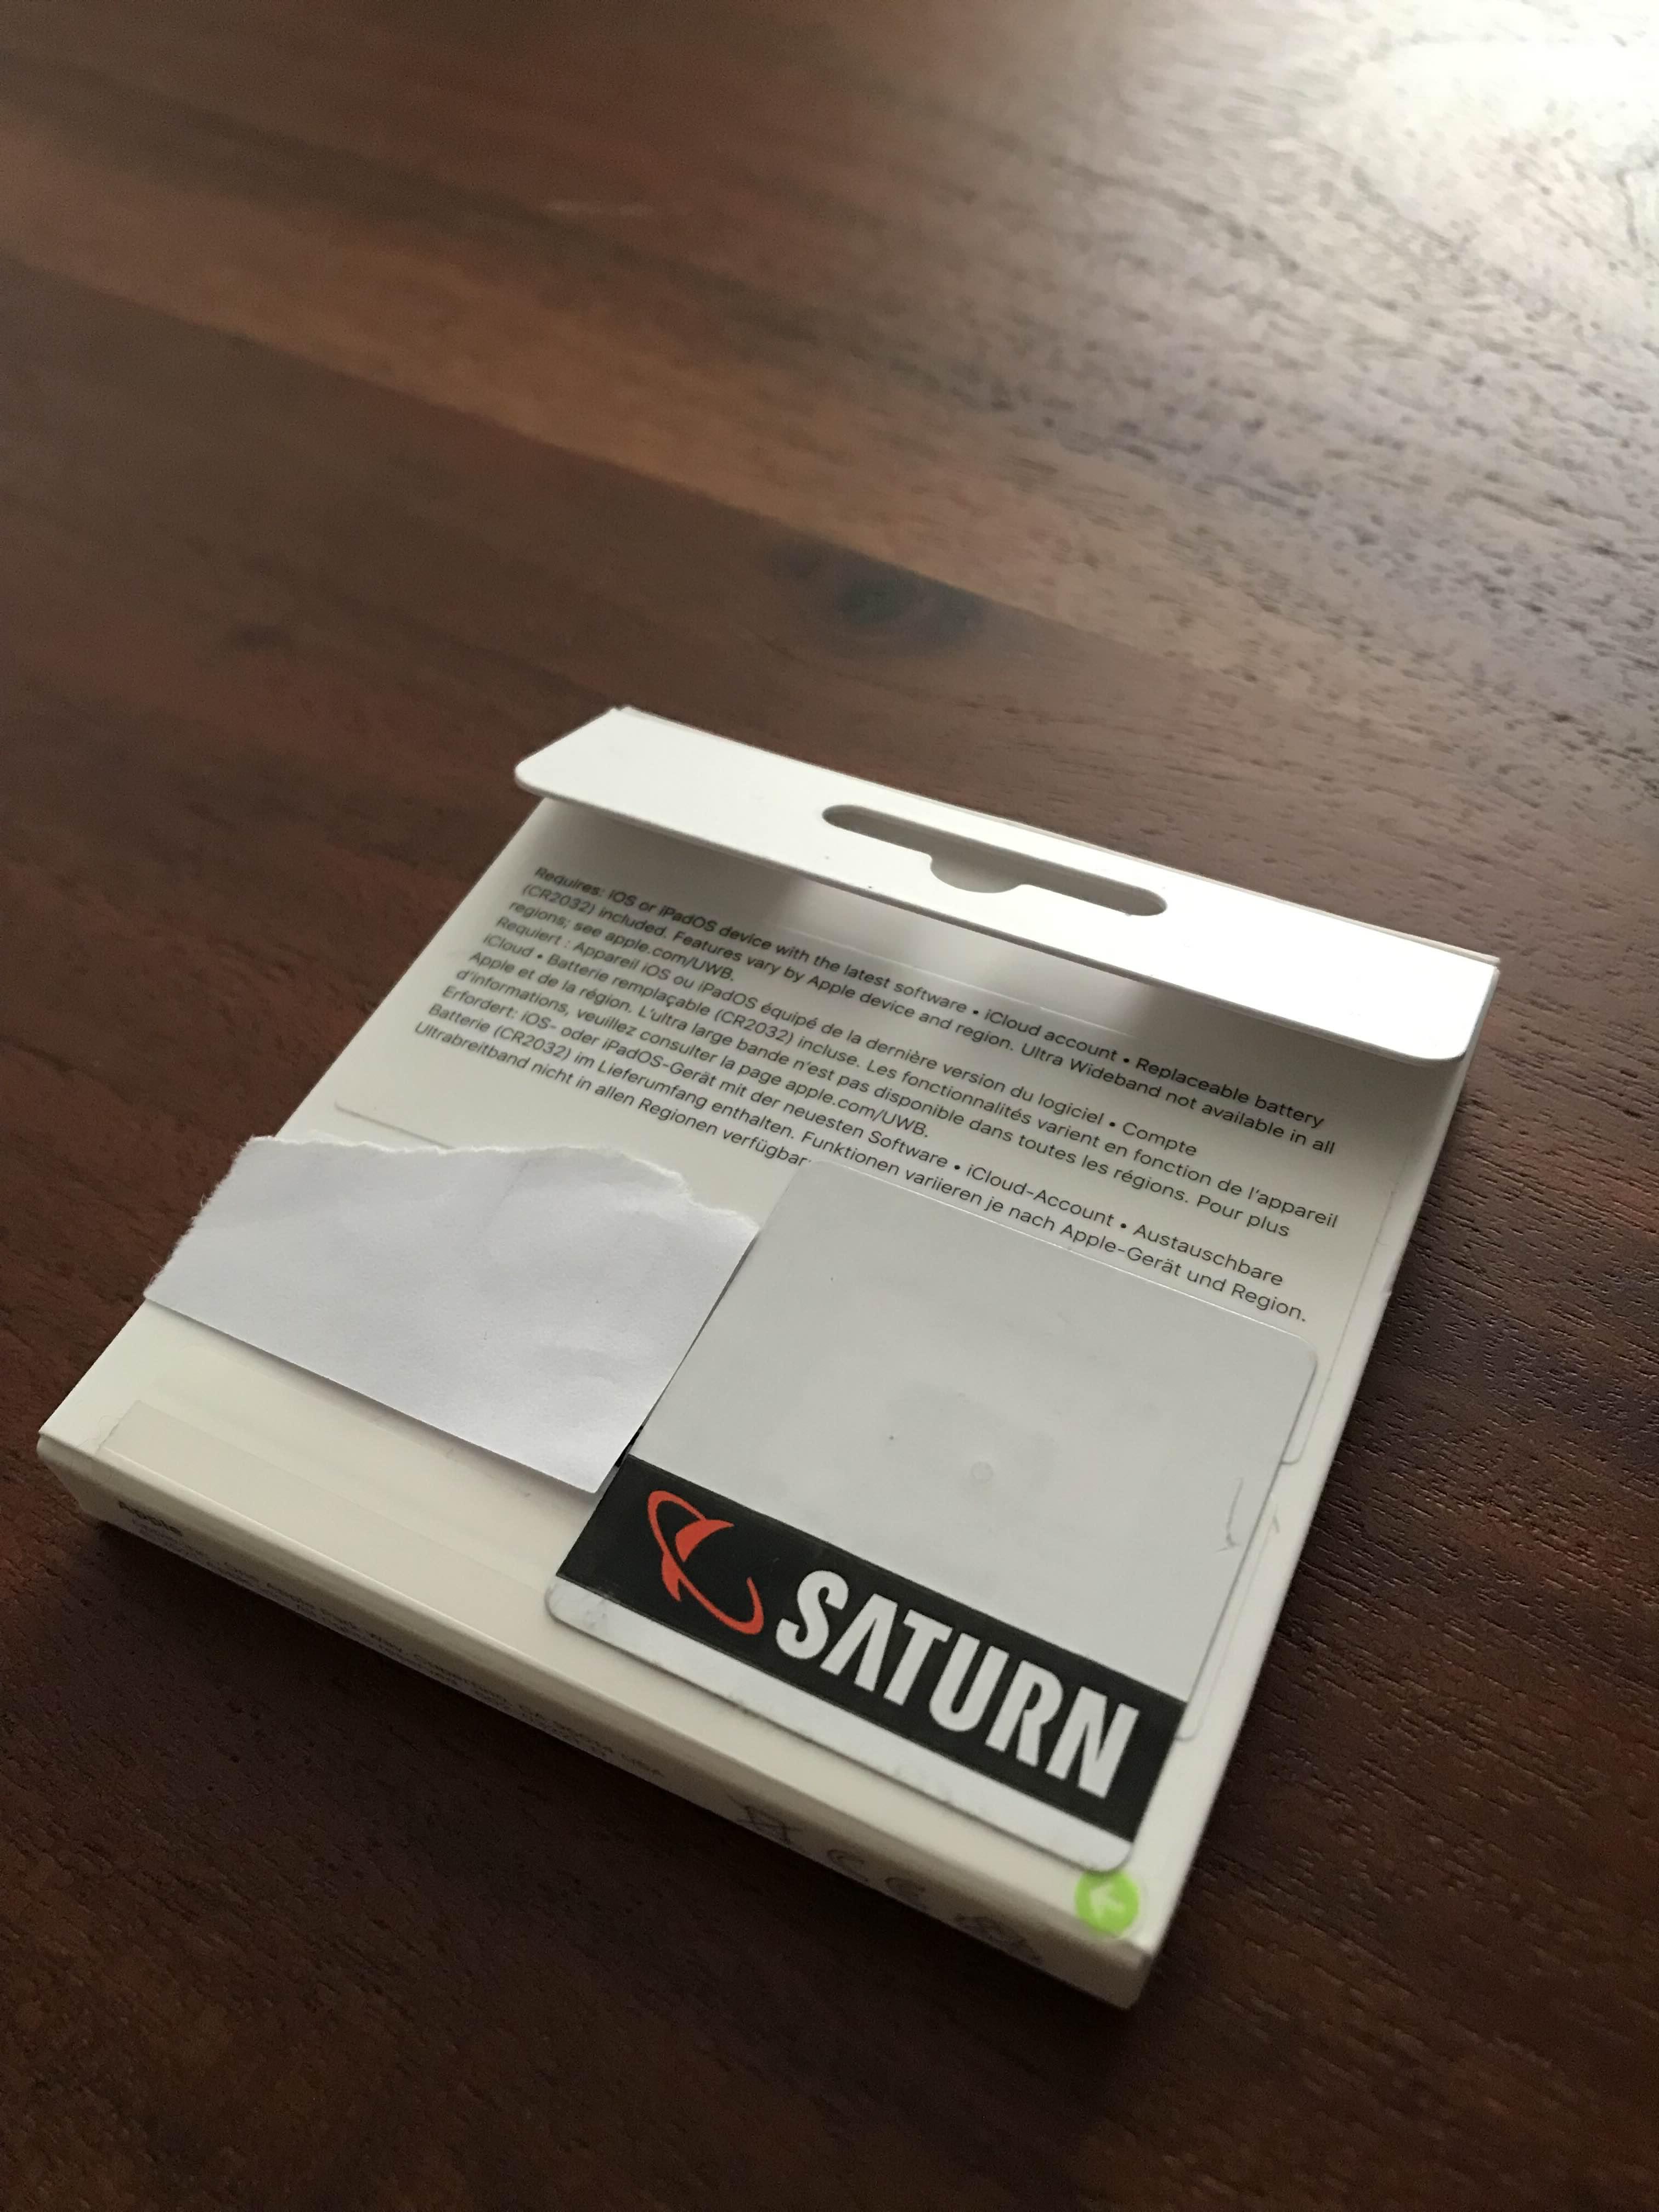 Requires: iOS or iPadOS device with the latest software • iCloud account • Replaceable battery
(CR2032) included. Features vary by Apple device and region. Ultra Wideband not available in all
regions; see apple.com/UWB.
Requiert : Appareil iOS ou iPadOS équipé de la dernière version du logiciel • Compte
iCloud • Batterie remplaçable (CR2032) incluse. Les fonctionnalités varient en fonction de l'appareil
Apple et de la région. L'ultra large bande n'est pas disponible dans toutes les régions. Pour plus
d'informations, veuillez consulter la page apple.com/UWB.
Erfordert: iOS- oder iPadOS-Gerät mit der neuesten Software • iCloud-Account • Austauschbare
Batterie (CR2032) im Lieferumfang enthalten. Funktionen variieren je nach Apple-Gerät und Region.
Ultrabreitband nicht in allen Regionen verfügbar
SATURN
Apple